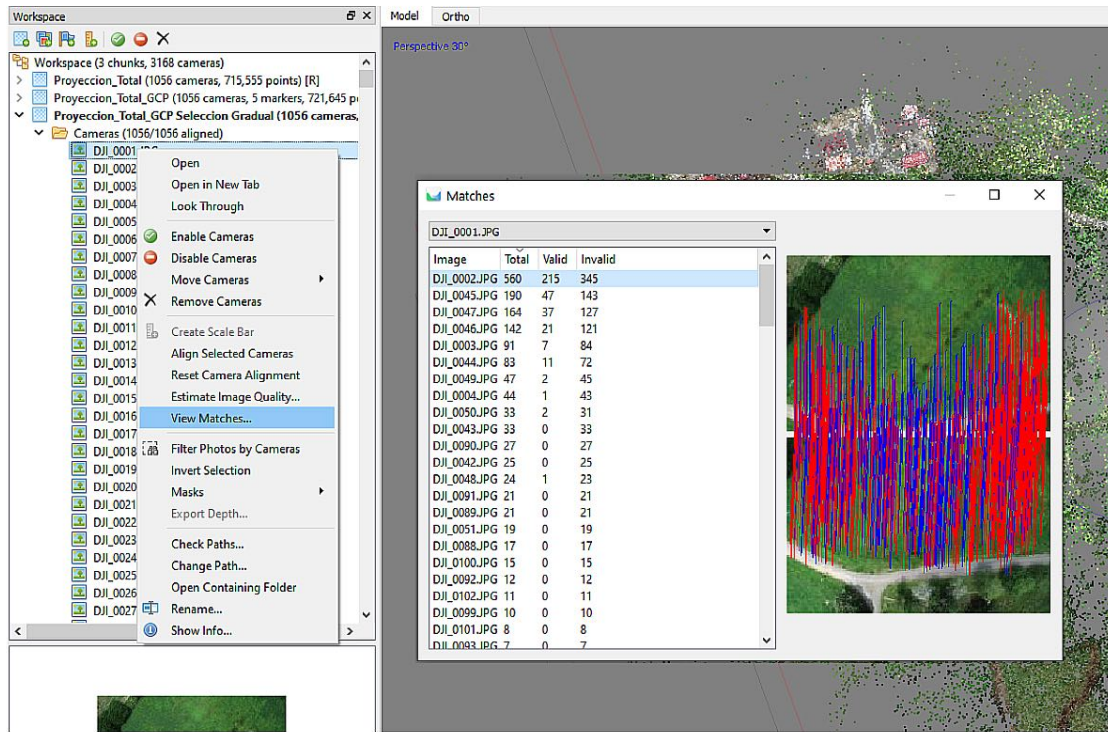 Workspace
Workspace (3 chunks, 3168 cameras)
Proyeccion_Total (1056 cameras, 715,555 points) [R]
Proyeccion_Total_GCP (1056 cameras, 5 markers, 721,645 p
Proyeccion_Total_GCP Seleccion Gradual (1056 cameras,
Cameras (1056/1056 aligned)
DJI_0001.JPG
DJI_0002
DJI_0003
DJI_0004
DJI_0005
DJI_0006
DJI_0007
DJI_0008
DJI_0009
DJI_0010
DJI_0011
DJI_0012
DJI_0013
DJI_0014
DJI_0015
DJI_0016
DJI_0017
DJI_0018
DJI_0019
DJI_0020
DJI_0021
DJI_0022
DJI_0023
DJI_0024
DJI_0025
DJI_0026
DJI_0027
Open
Open in New Tab
Look Through
Enable Cameras
Disable Cameras
Move Cameras
Remove Cameras
Create Scale Bar
Align Selected Cameras
Reset Camera Alignment
Estimate Image Quality...
View Matches...
Filter Photos by Cameras
Invert Selection
Masks
Export Depth...
Check Paths...
Change Path...
Open Containing Folder
Rename...
Show Info...
Model Ortho
Perspective 30°
Matches
DJI_0001.JPG
Image Total Valid Invalid
DJI_0002.JPG 560 215 345
DJI_0045.JPG 190 47 143
DJI_0047.JPG 164 37 127
DJI_0046.JPG 142 21 121
DJI_0003.JPG 91 7 84
DJI_0044.JPG 83 11 72
DJI_0049.JPG 47 2 45
DJI_0004.JPG 44 1 43
DJI_0050.JPG 33 2 31
DJI_0043.JPG 33 0 33
DJI_0090.JPG 27 0 27
DJI_0042.JPG 25 0 25
DJI_0048.JPG 24 1 23
DJI_0091.JPG 21 0 21
DJI_0089.JPG 21 0 21
DJI_0051.JPG 19 0 19
DJI_0088.JPG 17 0 17
DJI_0100.JPG 15 0 15
DJI_0092.JPG 12 0 12
DJI_0102.JPG 11 0 11
DJI_0099.JPG 10 0 10
DJI_0101.JPG 8 0 8
DJI_0093.JPG 7 0 7